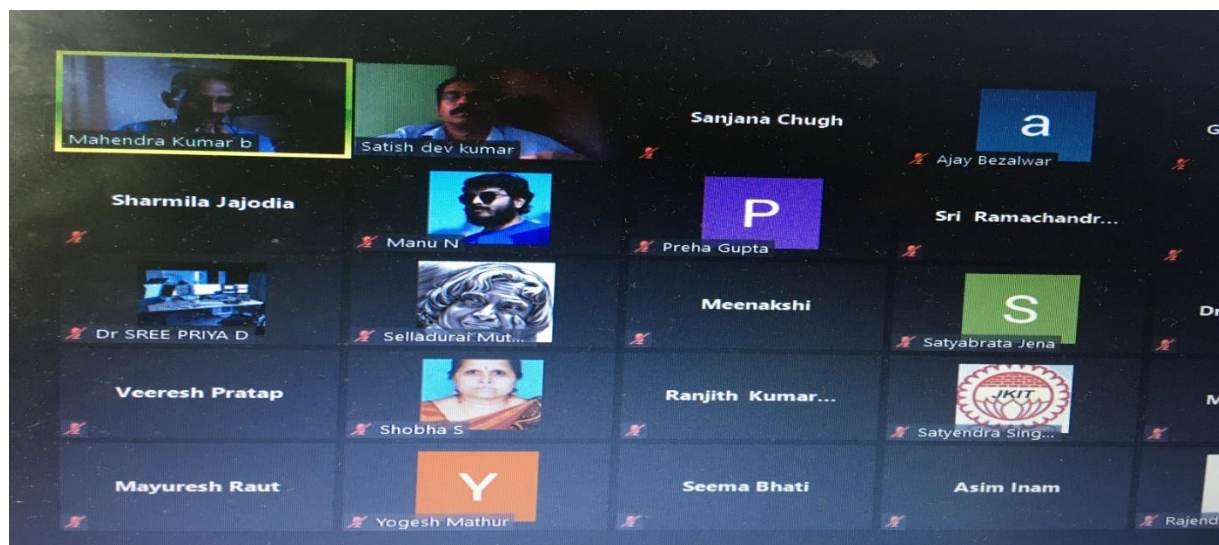 Mahendra Kumar b
Satish dev kumar
Sanjana Chugh
a
Ajay Bezalwar
G
Sharmila Jajodia
Manu N
P
Preha Gupta
Sri Ramachandr...
Dr SREE PRIYA D
Selladurai Mut...
Meenakshi
S
Satyabrata Jena
Dr
Veeresh Pratap
Shobha S
Ranjith Kumar...
JKIT
Satyendra Sing...
M
Mayuresh Raut
Y
Yogesh Mathur
Seema Bhati
Asim Inam
Rajend